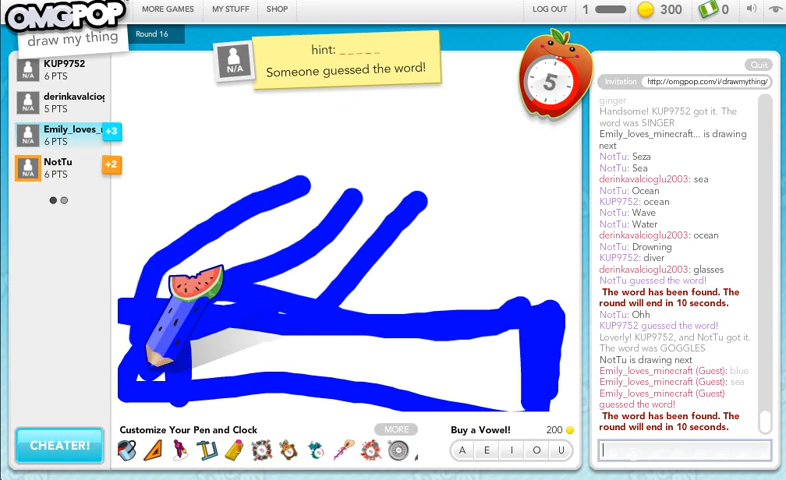 OMGPOP
draw my thing
MORE GAMES
MY STUFF
SHOP
LOG OUT
1
300
0
Round 16
hint: _ _ _ _ _
Someone guessed the word!
N/A
5
KUP9752
6 PTS
N/A
derinkavalciog
5 PTS
N/A
Emily_loves_
6 PTS
+3
N/A
NotTu
6 PTS
+2
N/A
Quit
Invitation
http://omgpop.com/i/drawmything/
ginger
Handsome! KUP9752 got it. The
word was SINGER
Emily_loves_minecraft... is drawing
next
NotTu: Seza
NotTu: Sea
derinkavalcioglu2003: sea
NotTu: Ocean
KUP9752: ocean
NotTu: Wave
NotTu: Water
derinkavalcioglu2003: ocean
NotTu: Drowning
KUP9752: diver
derinkavalcioglu2003: glasses
NotTu guessed the word!
The word has been found. The
round will end in 10 seconds.
NotTu: Ohh
KUP9752 guessed the word!
Loverly! KUP9752, and NotTu got it.
The word was GOGGLES
NotTu is drawing next
Emily_loves_minecraft (Guest): blue
Emily_loves_minecraft (Guest): sea
Emily_loves_minecraft (Guest)
guessed the word!
The word has been found. The
round will end in 10 seconds.
CHEATER!
Customize Your Pen and Clock
MORE
Buy a Vowel!
200
A E I O U